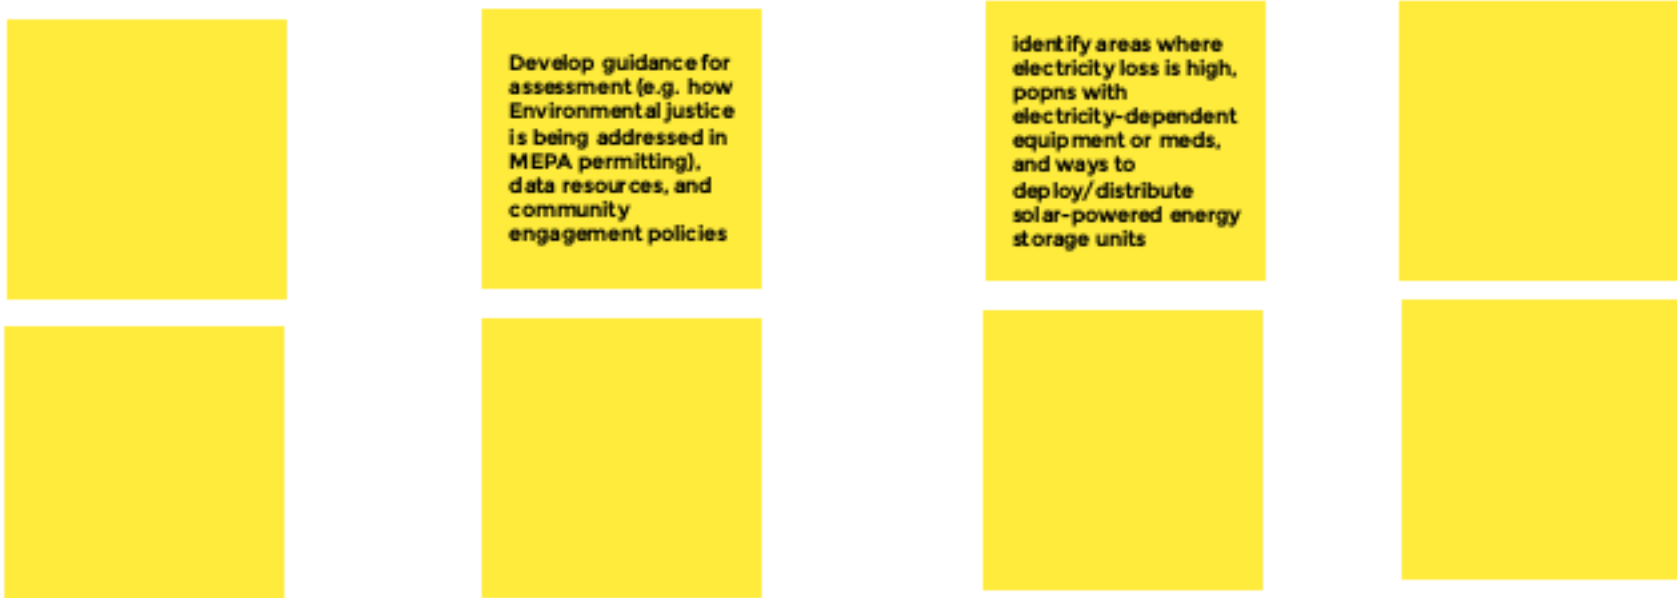 Develop guidance for
assessment (e.g. how
Environmental justice
is being addressed in
MEPA permitting),
data resources, and
community
engagement policies
identify areas where
electricity loss is high,
popns with
electricity-dependent
equipment or meds,
and ways to
deploy/distribute
solar-powered energy
storage units